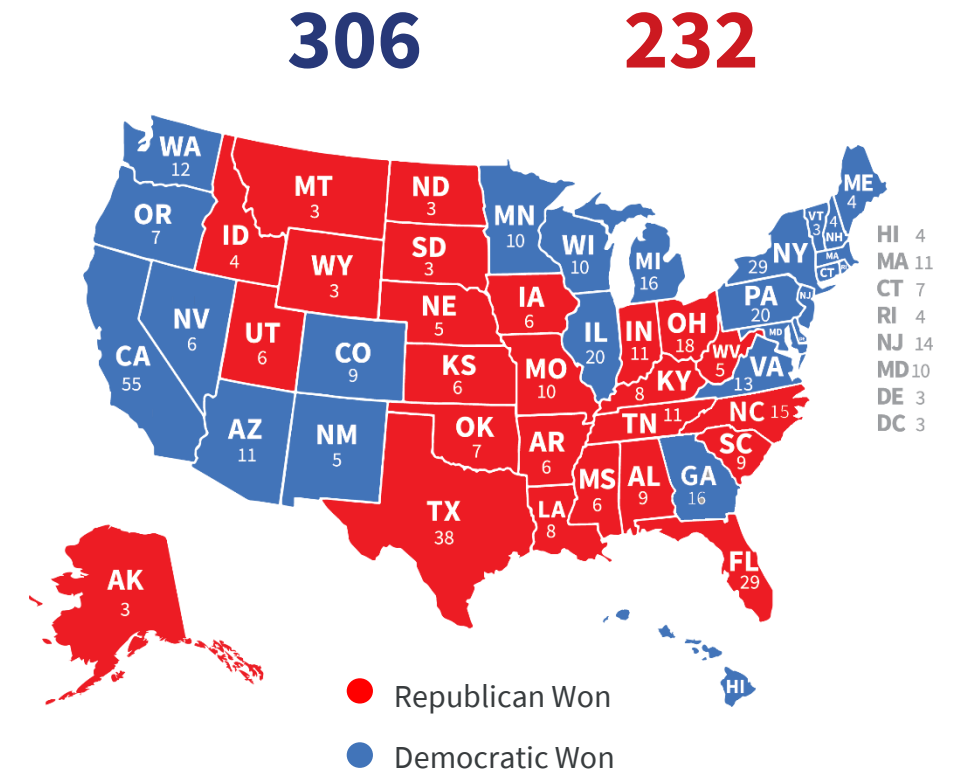 306 232
WA
12
OR
7
CA
55
NV
6
ID
4
MT
3
WY
3
UT
6
CO
9
AZ
11
NM
5
ND
3
SD
3
NE
5
KS
6
OK
7
TX
38
MN
10
IA
6
MO
10
AR
6
LA
8
WI
10
IL
20
MI
16
IN
11
OH
18
KY
8
TN 11
MS
6
AL
9
GA
16
FL
29
SC
9
NC 15
VA
13
WV
5
PA
20
NY
29
VT
3
4
NH
ME
4
MA
CT
NJ
MD
HI 4
MA 11
CT 7
RI 4
NJ 14
MD 10
DE 3
DC 3
AK
3
HI
Republican Won
Democratic Won